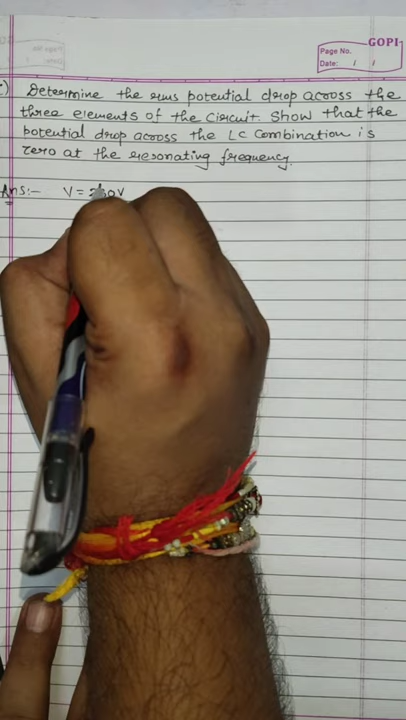 GOPI
Page No.
Date: / /
c) Determine the rms potential drop across the
three elements of the circuit. Show that the
potential drop across the LC combination is
zero at the resonating frequency.
Ans:- V =